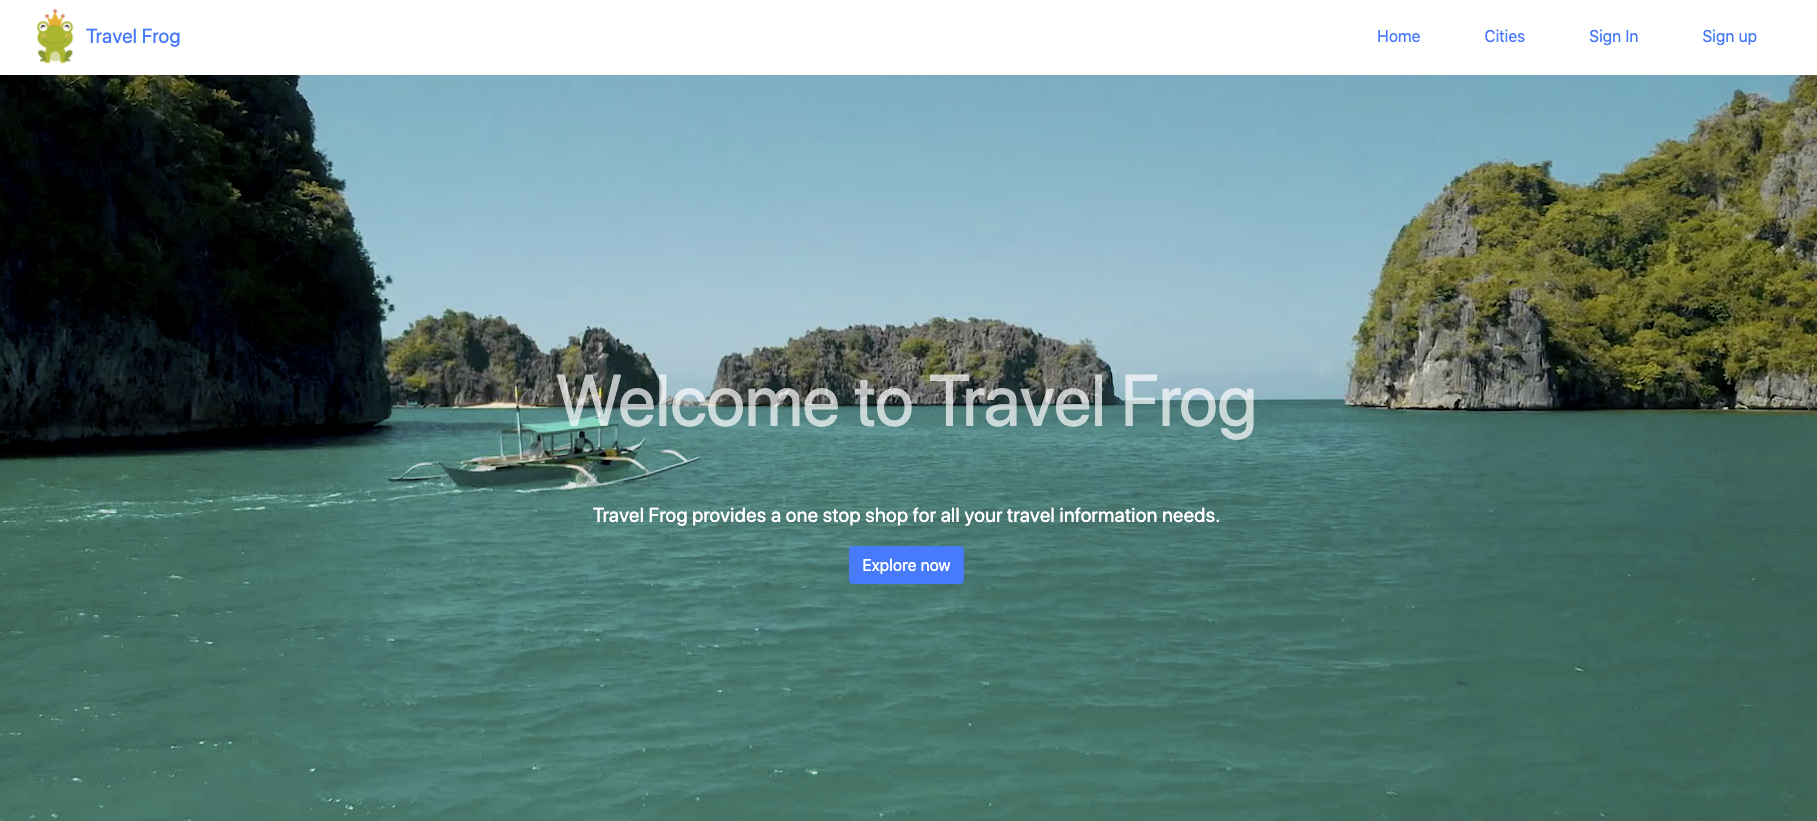 Travel Frog
Home
Cities
Sign In
Sign up
Welcome to Travel Frog
Travel Frog provides a one stop shop for all your travel information needs.
Explore now